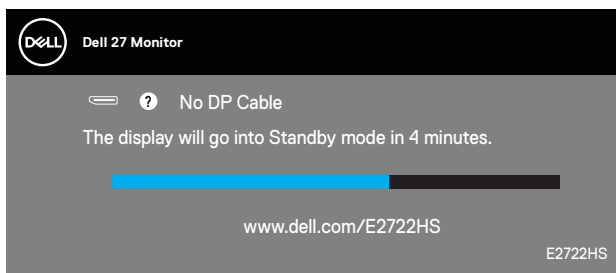 DELL
Dell 27 Monitor
? No DP Cable
The display will go into Standby mode in 4 minutes.
www.dell.com/E2722HS
E2722HS